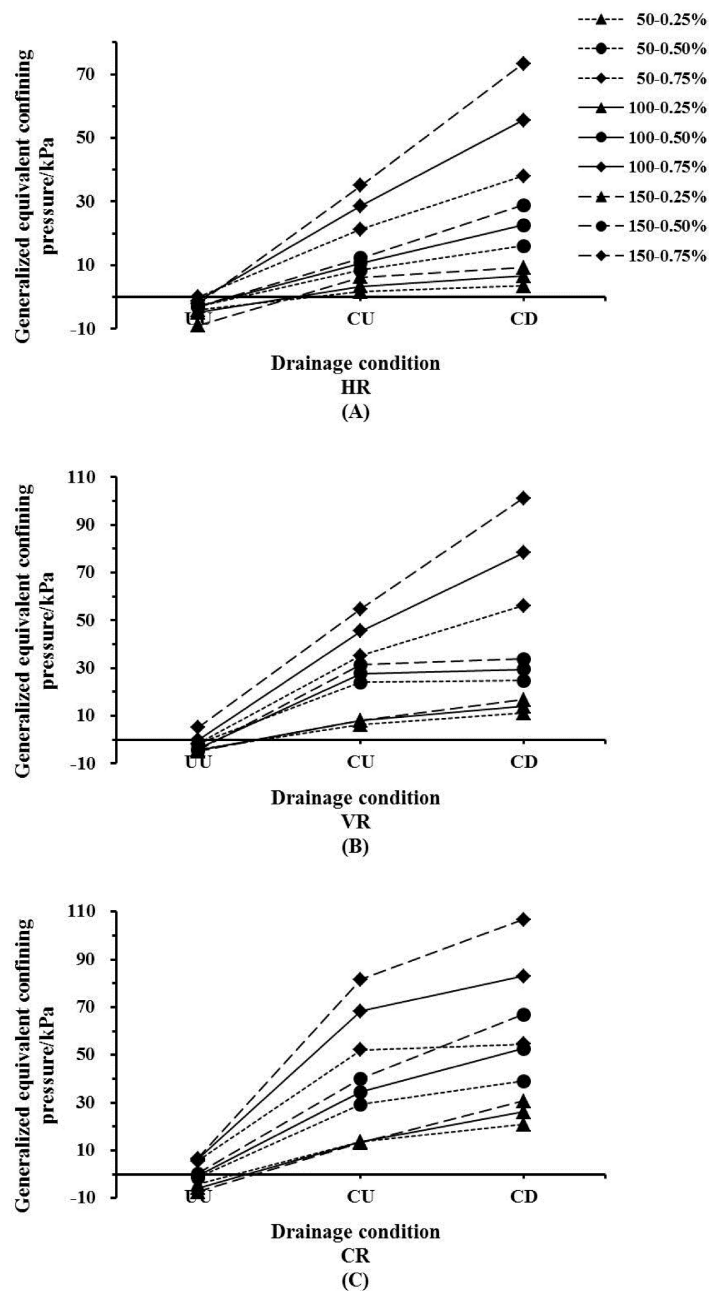 50-0.25%
50-0.50%
50-0.75%
100-0.25%
100-0.50%
100-0.75%
150-0.25%
150-0.50%
150-0.75%
Generalized equivalent confining
pressure/kPa
70
50
30
10
-10
UU CU CD
Drainage condition
HR
(A)
Generalized equivalent confining
pressure/kPa
110
90
70
50
30
10
-10
UU CU CD
Drainage condition
VR
(B)
Generalized equivalent confining
pressure/kPa
110
90
70
50
30
10
-10
UU CU CD
Drainage condition
CR
(C)